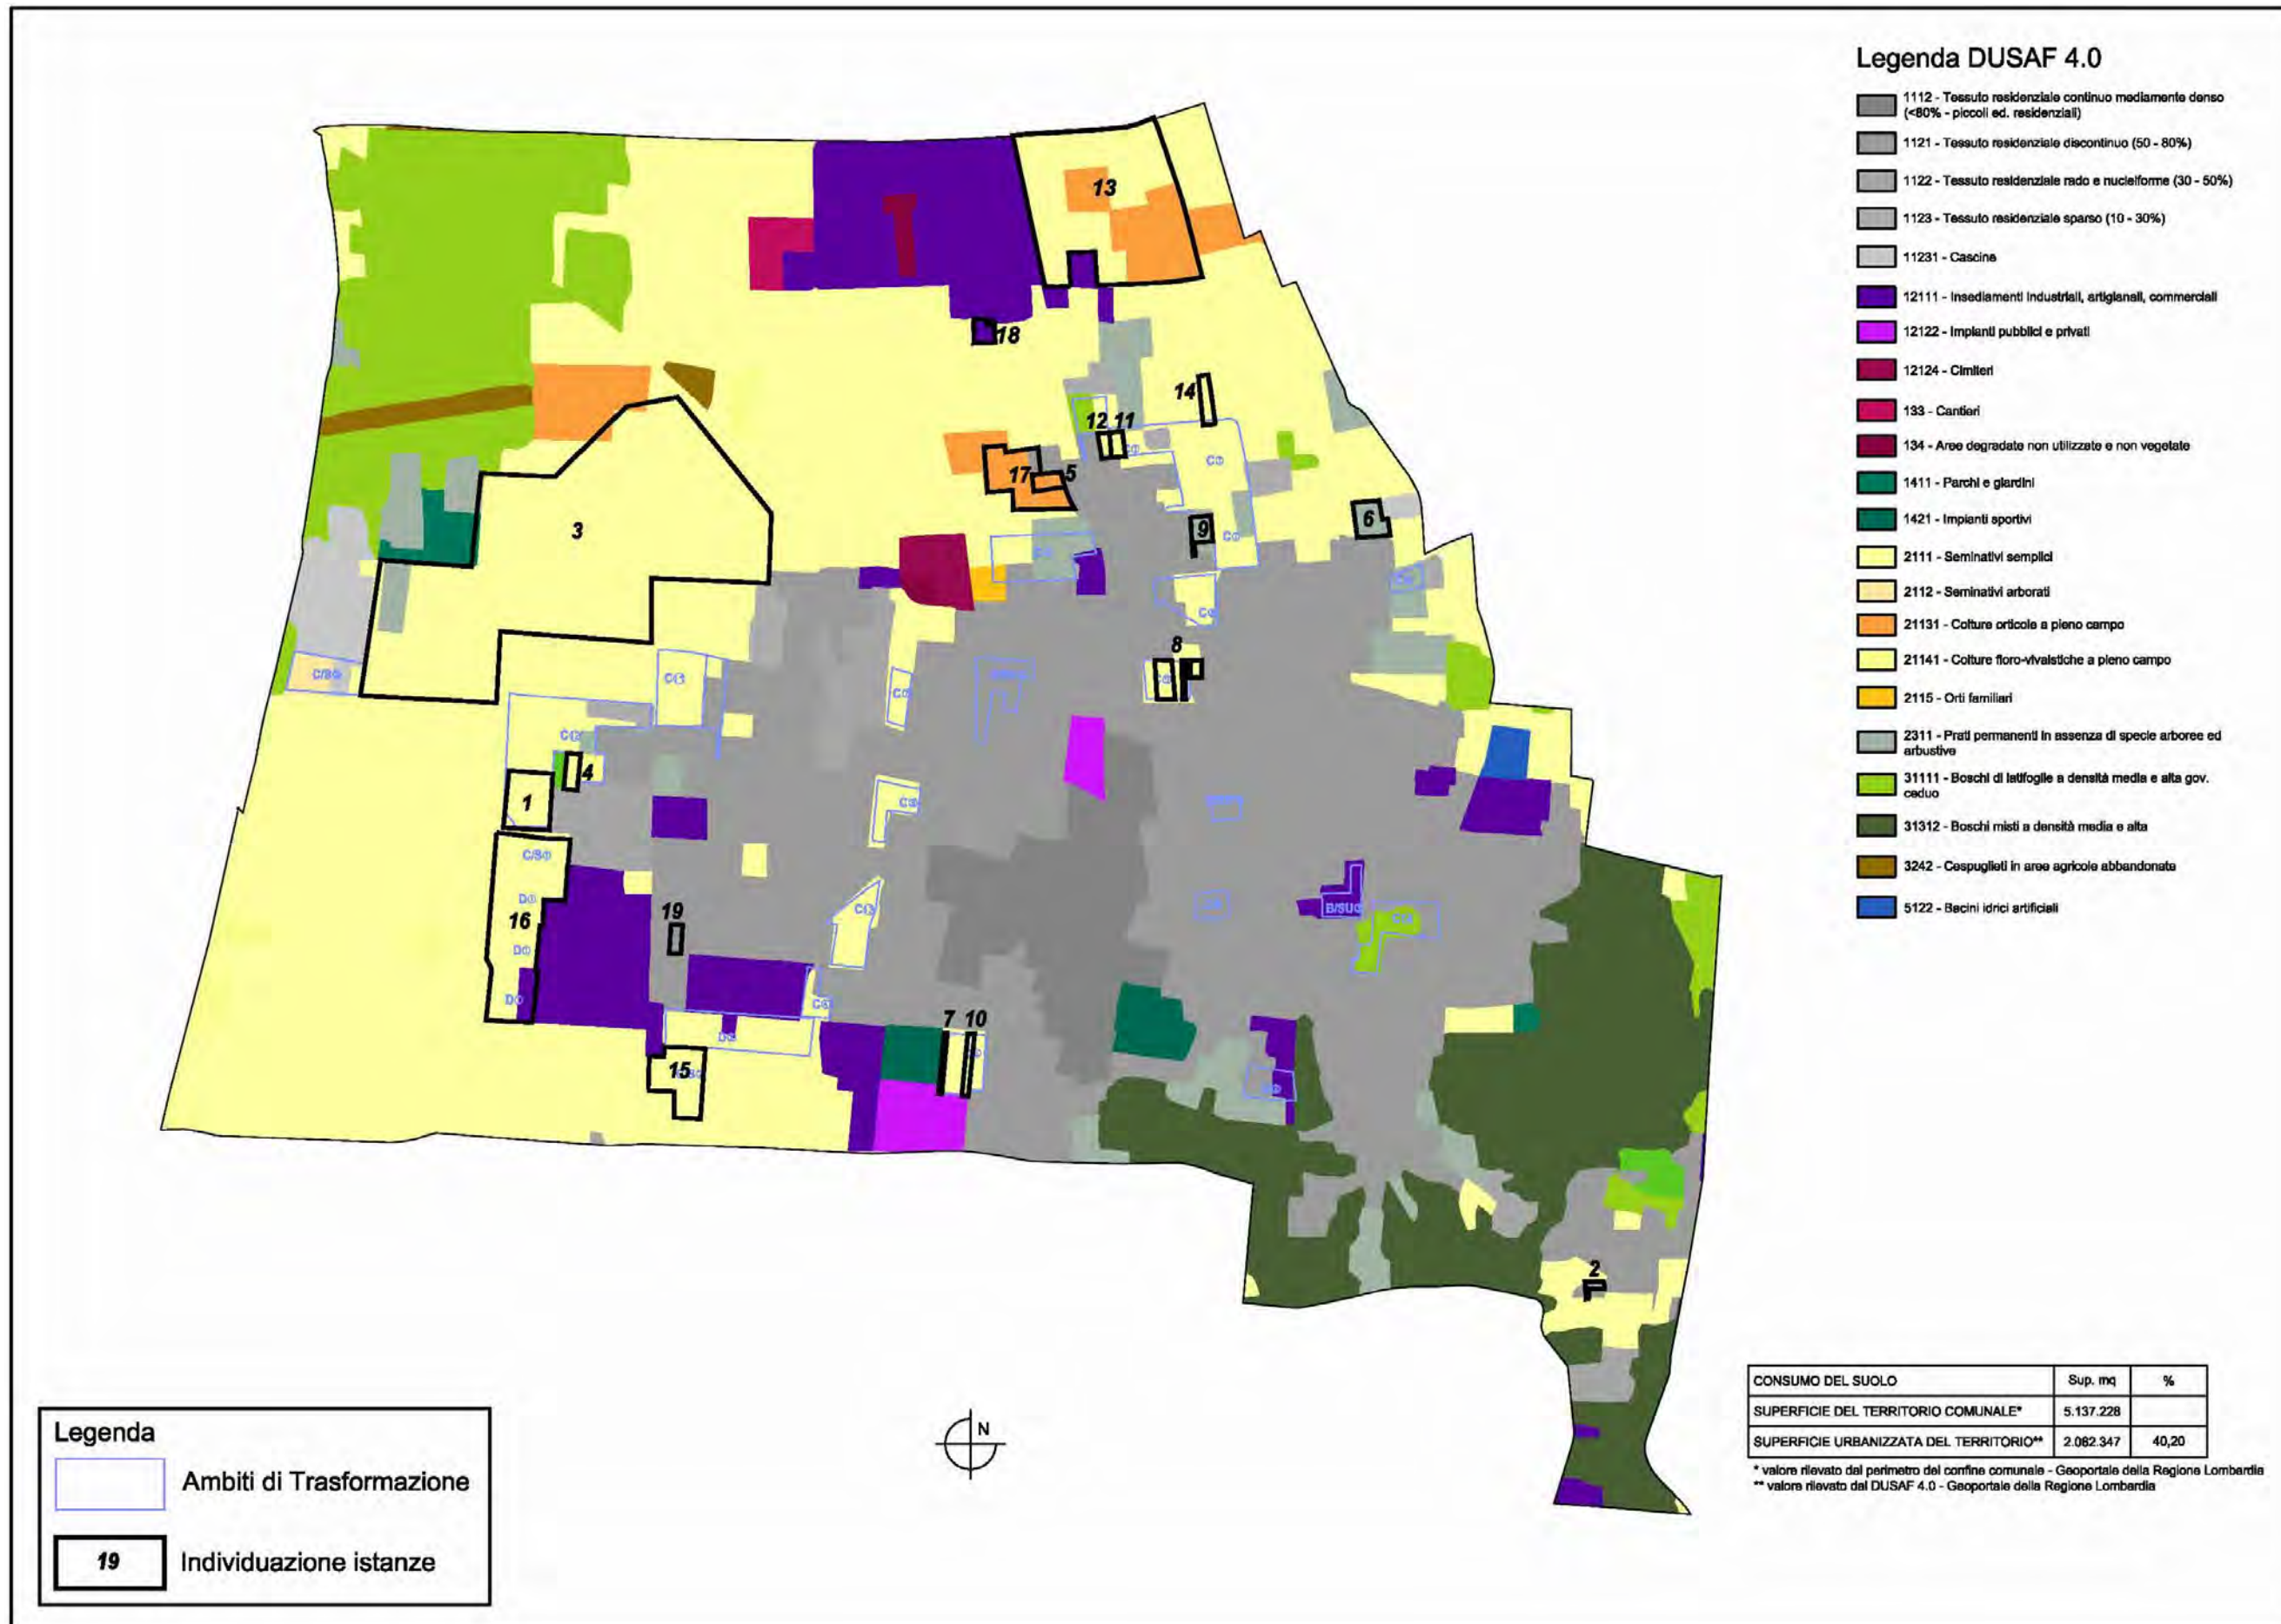 Legenda DUSAF 4.0
1112 - Tessuto residenziale continuo mediamente denso
(<80% - piccoli ed. residenziali)
1121 - Tessuto residenziale discontinuo (50 - 80%)
1122 - Tessuto residenziale rado e nucleiforme (30 - 50%)
1123 - Tessuto residenziale sparso (10 - 30%)
11231 - Cascine
12111 - Insediamenti industriali, artigianali, commerciali
12122 - Impianti pubblici e privati
12124 - Cimiteri
133 - Cantieri
134 - Aree degradate non utilizzate e non vegetate
1411 - Parchi e giardini
1421 - Impianti sportivi
2111 - Seminativi semplici
2112 - Seminativi arborati
21131 - Colture orticole a pieno campo
21141 - Colture floro-vivaistiche a pieno campo
2115 - Orti familiari
2311 - Prati permanenti in assenza di specie arboree ed
arbustive
31111 - Boschi di latifoglie a densità media e alta gov.
ceduo
31312 - Boschi misti a densità media e alta
3242 - Cespuglieti in aree agricole abbandonate
5122 - Bacini idrici artificiali
13
18
14
12 11
17
5
3
9
6
8
4
1
C/S
16
19
B/SU
7 10
15
2
N
CONSUMO DEL SUOLO Sup. mq %
SUPERFICIE DEL TERRITORIO COMUNALE* 5.137.228
SUPERFICIE URBANIZZATA DEL TERRITORIO** 2.062.347 40,20
* valore rilevato dal perimetro del confine comunale - Geoportale della Regione Lombardia
** valore rilevato dal DUSAF 4.0 - Geoportale della Regione Lombardia
Legenda
Ambiti di Trasformazione
19 Individuazione istanze